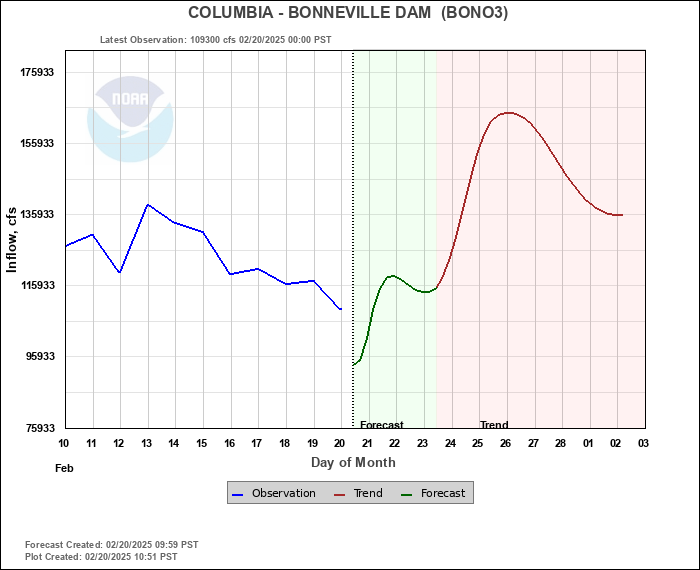 COLUMBIA - BONNEVILLE DAM (BONO3)
Latest Observation: 109300 cfs 02/20/2025 00:00 PST
175933
155933
135933
115933
95933
75933
Inflow, cfs
NOAA
Forecast Trend
10 11 12 13 14 15 16 17 18 19 20 21 22 23 24 25 26 27 28 01 02 03
Feb
Day of Month
Observation Trend Forecast
Forecast Created: 02/20/2025 09:59 PST
Plot Created: 02/20/2025 10:51 PST